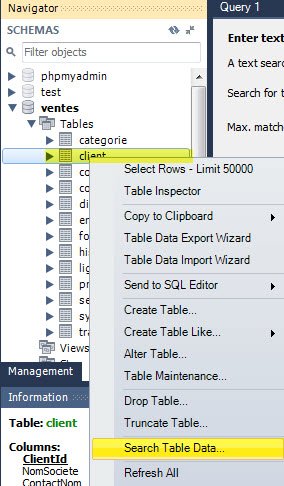 Navigator
Query 1
SCHEMAS
Filter objects
phpmyadmin
test
ventes
Tables
categorie
client
co
co
di
en
fo
his
lig
pr
se
sy
tra
Views
Enter text
A text searc
Search for t
Max. match
Select Rows - Limit 50000
Table Inspector
Copy to Clipboard
Table Data Export Wizard
Table Data Import Wizard
Send to SQL Editor
Create Table...
Create Table Like...
Alter Table...
Table Maintenance...
Drop Table...
Truncate Table...
Search Table Data...
Refresh All
Management
Information
Table: client
Columns:
ClientId
NomSociete
ContactNom